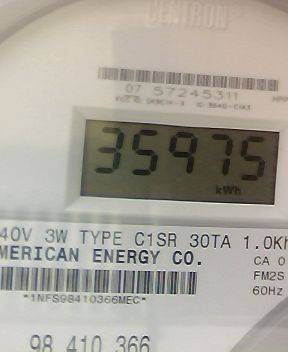 CENTRON®
07 57245311
35975
kWh
40V 3W TYPE C1SR 30TA 1.0Kh
MERICAN ENERGY CO.
CA 0
FM2S
60Hz
*1NFS98410366MEC*
98 410 366